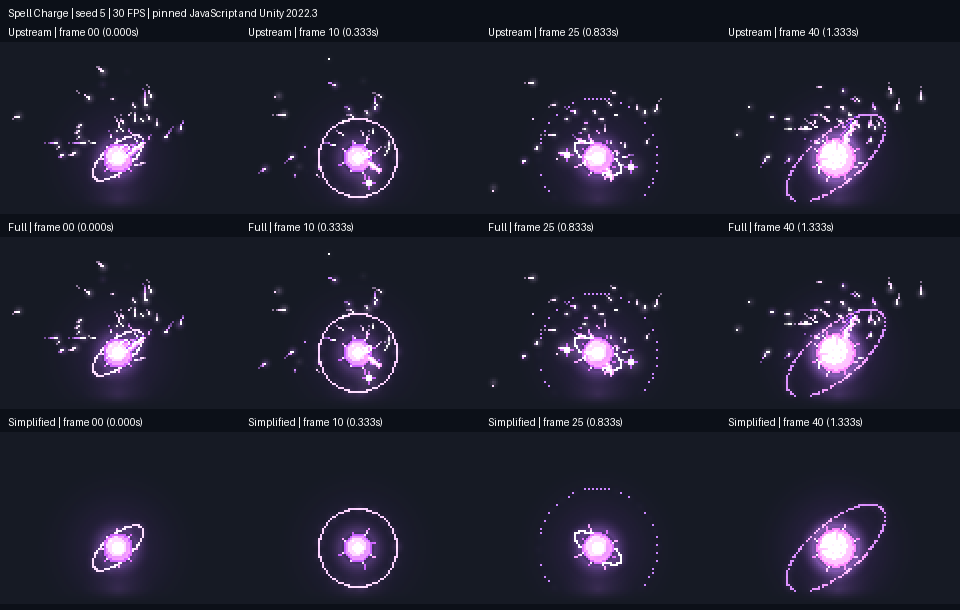 Spell Charge | seed 5 | 30 FPS | pinned JavaScript and Unity 2022.3
Upstream | frame 00 (0.000s)
Upstream | frame 10 (0.333s)
Upstream | frame 25 (0.833s)
Upstream | frame 40 (1.333s)
Full | frame 00 (0.000s)
Full | frame 10 (0.333s)
Full | frame 25 (0.833s)
Full | frame 40 (1.333s)
Simplified | frame 00 (0.000s)
Simplified | frame 10 (0.333s)
Simplified | frame 25 (0.833s)
Simplified | frame 40 (1.333s)